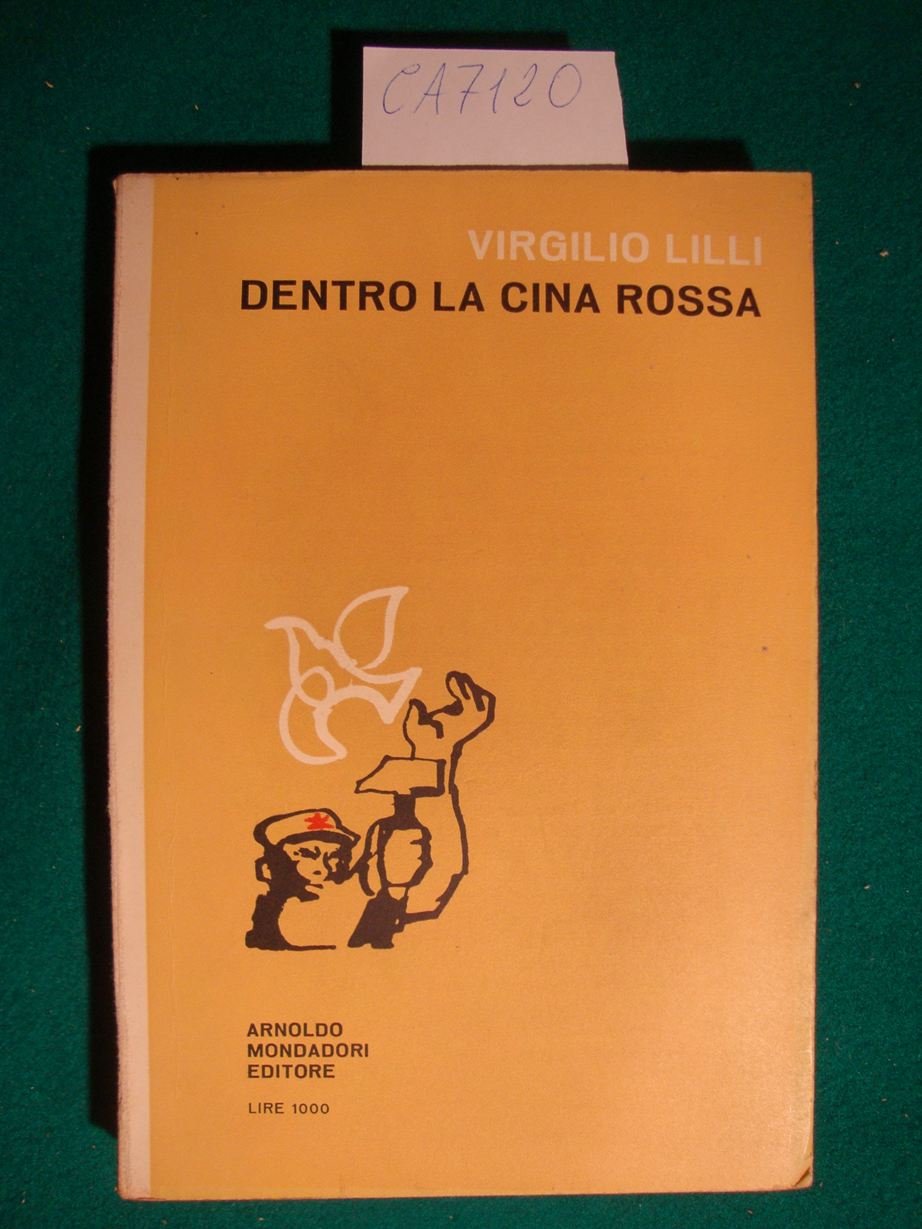 CA7120
VIRGILIO LILLI
DENTRO LA CINA ROSSA
ARNOLDO
MONDADORI
EDITORE
LIRE 1000